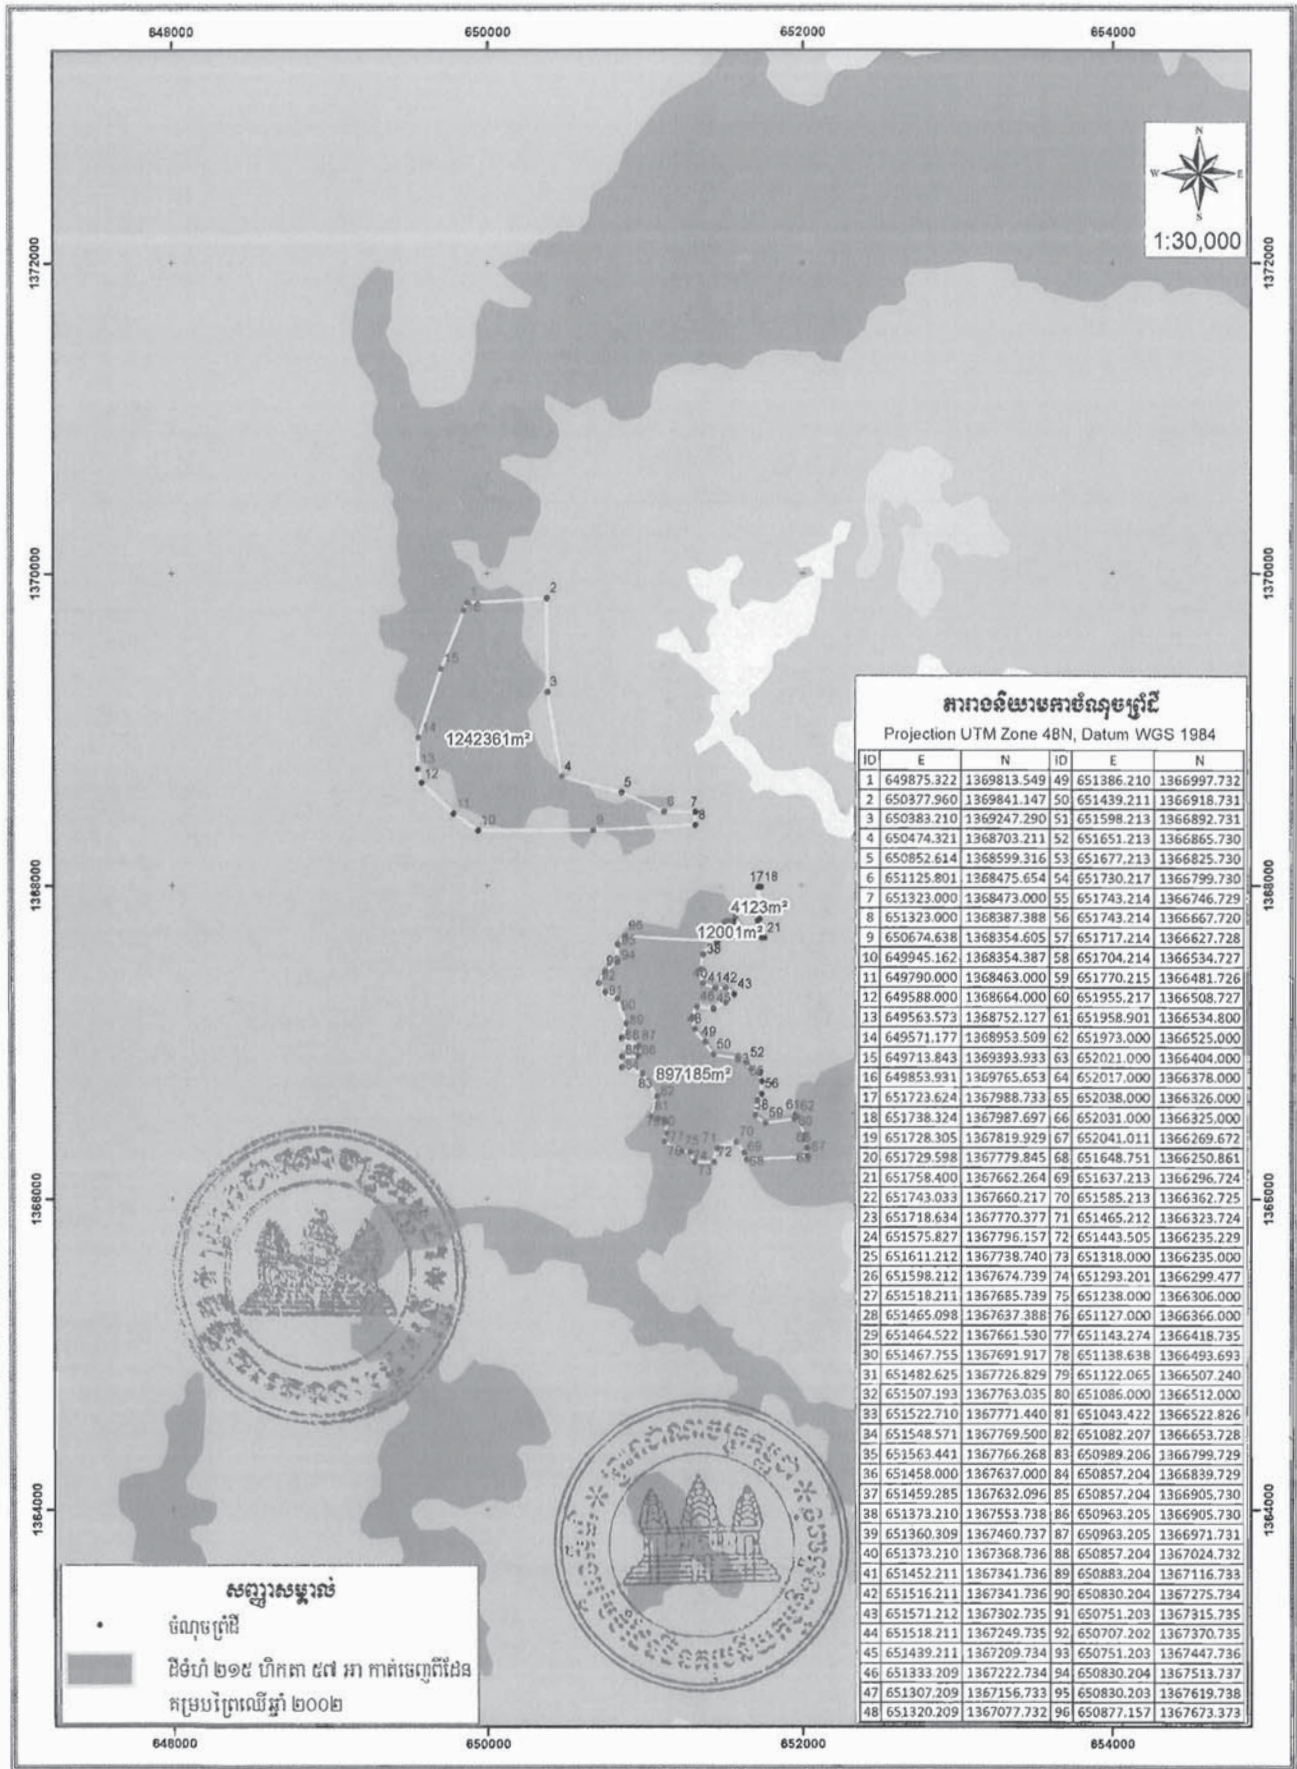 648000 650000 652000 654000
N
W E
S
1:30,000
1372000 1372000
1370000 1370000
1368000 1368000
1366000 1366000
1364000 1364000
1242361m²
4123m²
12001m²
897185m²
តារាងនិយាមកាចំណុចព្រំដី
Projection UTM Zone 48N, Datum WGS 1984
ID E N ID E N
1 649875.322 1369813.549 49 651386.210 1366997.732
2 650377.960 1369841.147 50 651439.211 1366918.731
3 650383.210 1369247.290 51 651598.213 1366892.731
4 650474.321 1368703.211 52 651651.213 1366865.730
5 650852.614 1368599.316 53 651677.213 1366825.730
6 651125.801 1368475.654 54 651730.217 1366799.730
7 651323.000 1368473.000 55 651743.214 1366746.729
8 651323.000 1368387.388 56 651743.214 1366667.720
9 650674.638 1368354.605 57 651717.214 1366627.728
10 649945.162 1368354.387 58 651704.214 1366534.727
11 649790.000 1368463.000 59 651770.215 1366481.726
12 649588.000 1368664.000 60 651955.217 1366508.727
13 649563.573 1368752.127 61 651958.901 1366534.800
14 649571.177 1368953.509 62 651973.000 1366525.000
15 649713.843 1369393.933 63 652021.000 1366404.000
16 649853.931 1369765.653 64 652017.000 1366378.000
17 651723.624 1367988.733 65 652038.000 1366326.000
18 651738.324 1367987.697 66 652031.000 1366325.000
19 651728.305 1367819.929 67 652041.011 1366269.672
20 651729.598 1367779.845 68 651648.751 1366250.861
21 651758.400 1367662.264 69 651637.213 1366296.724
22 651743.033 1367660.217 70 651585.213 1366362.725
23 651718.634 1367770.377 71 651465.212 1366323.724
24 651575.827 1367796.157 72 651443.505 1366235.229
25 651611.212 1367738.740 73 651318.000 1366235.000
26 651598.212 1367674.739 74 651293.201 1366299.477
27 651518.211 1367685.739 75 651238.000 1366306.000
28 651465.098 1367637.388 76 651127.000 1366366.000
29 651464.522 1367661.530 77 651143.274 1366418.735
30 651467.755 1367691.917 78 651138.638 1366493.693
31 651482.625 1367726.829 79 651122.065 1366507.240
32 651507.193 1367763.035 80 651086.000 1366512.000
33 651522.710 1367771.440 81 651043.422 1366522.826
34 651548.571 1367769.500 82 651082.207 1366653.728
35 651563.441 1367766.268 83 650989.206 1366799.729
36 651458.000 1367637.000 84 650857.204 1366839.729
37 651459.285 1367632.096 85 650857.204 1366905.730
38 651373.210 1367553.738 86 650963.205 1366905.730
39 651360.309 1367460.737 87 650963.205 1366971.731
40 651373.210 1367368.736 88 650857.204 1367024.732
41 651452.211 1367341.736 89 650883.204 1367116.733
42 651516.211 1367341.736 90 650830.204 1367275.734
43 651571.212 1367302.735 91 650751.203 1367315.735
44 651518.211 1367249.735 92 650707.202 1367370.735
45 651439.211 1367209.734 93 650751.203 1367447.736
46 651333.209 1367222.734 94 650830.204 1367513.737
47 651307.209 1367156.733 95 650830.203 1367619.738
48 651320.209 1367077.732 96 650877.157 1367673.373
សញ្ញាសម្គាល់
ចំណុចព្រំដី
ដីទំហំ ២១៥ ហិកតា ៥៧ អា កាត់ចេញពីដែន
គម្របព្រៃឈើឆ្នាំ ២០០២
648000 650000 652000 654000